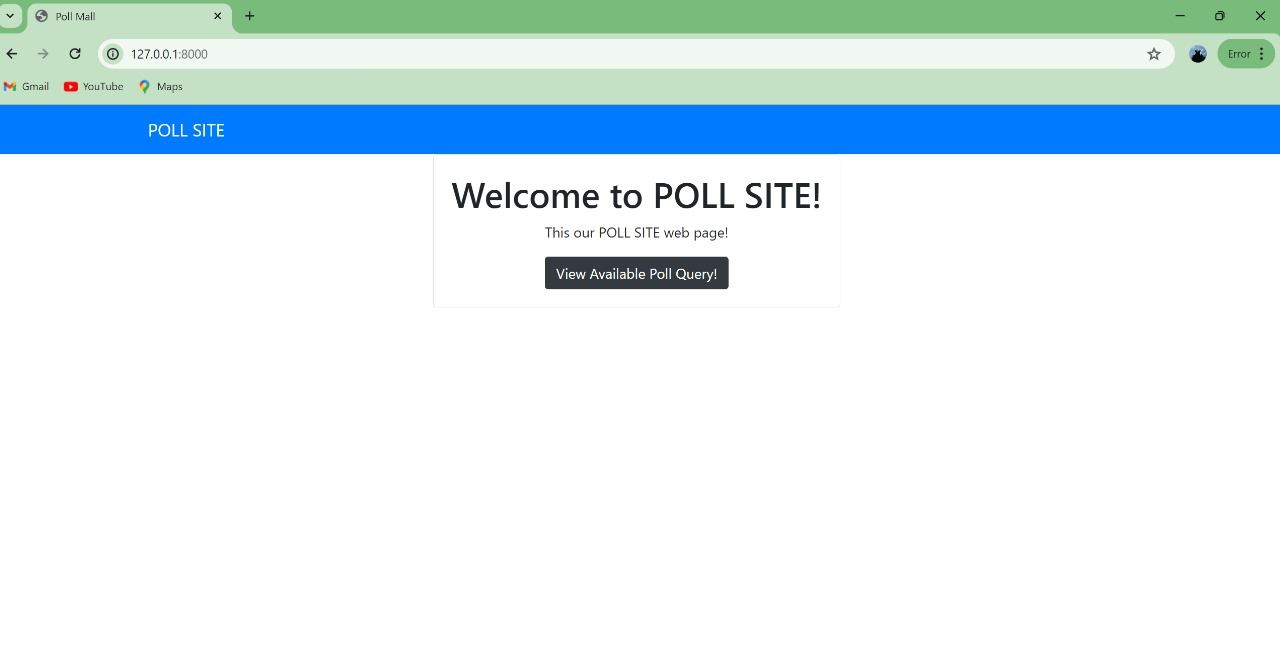 Poll Mall
127.0.0.1:8000
Error
Gmail YouTube Maps
POLL SITE
Welcome to POLL SITE!
This our POLL SITE web page!
View Available Poll Query!